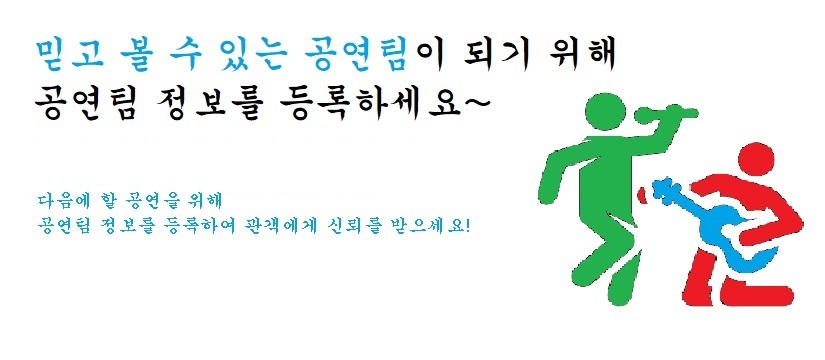 믿고 볼 수 있는 공연팀이 되기 위해
공연팀 정보를 등록하세요~
다음에 할 공연을 위해
공연팀 정보를 등록하여 관객에게 신뢰를 받으세요!